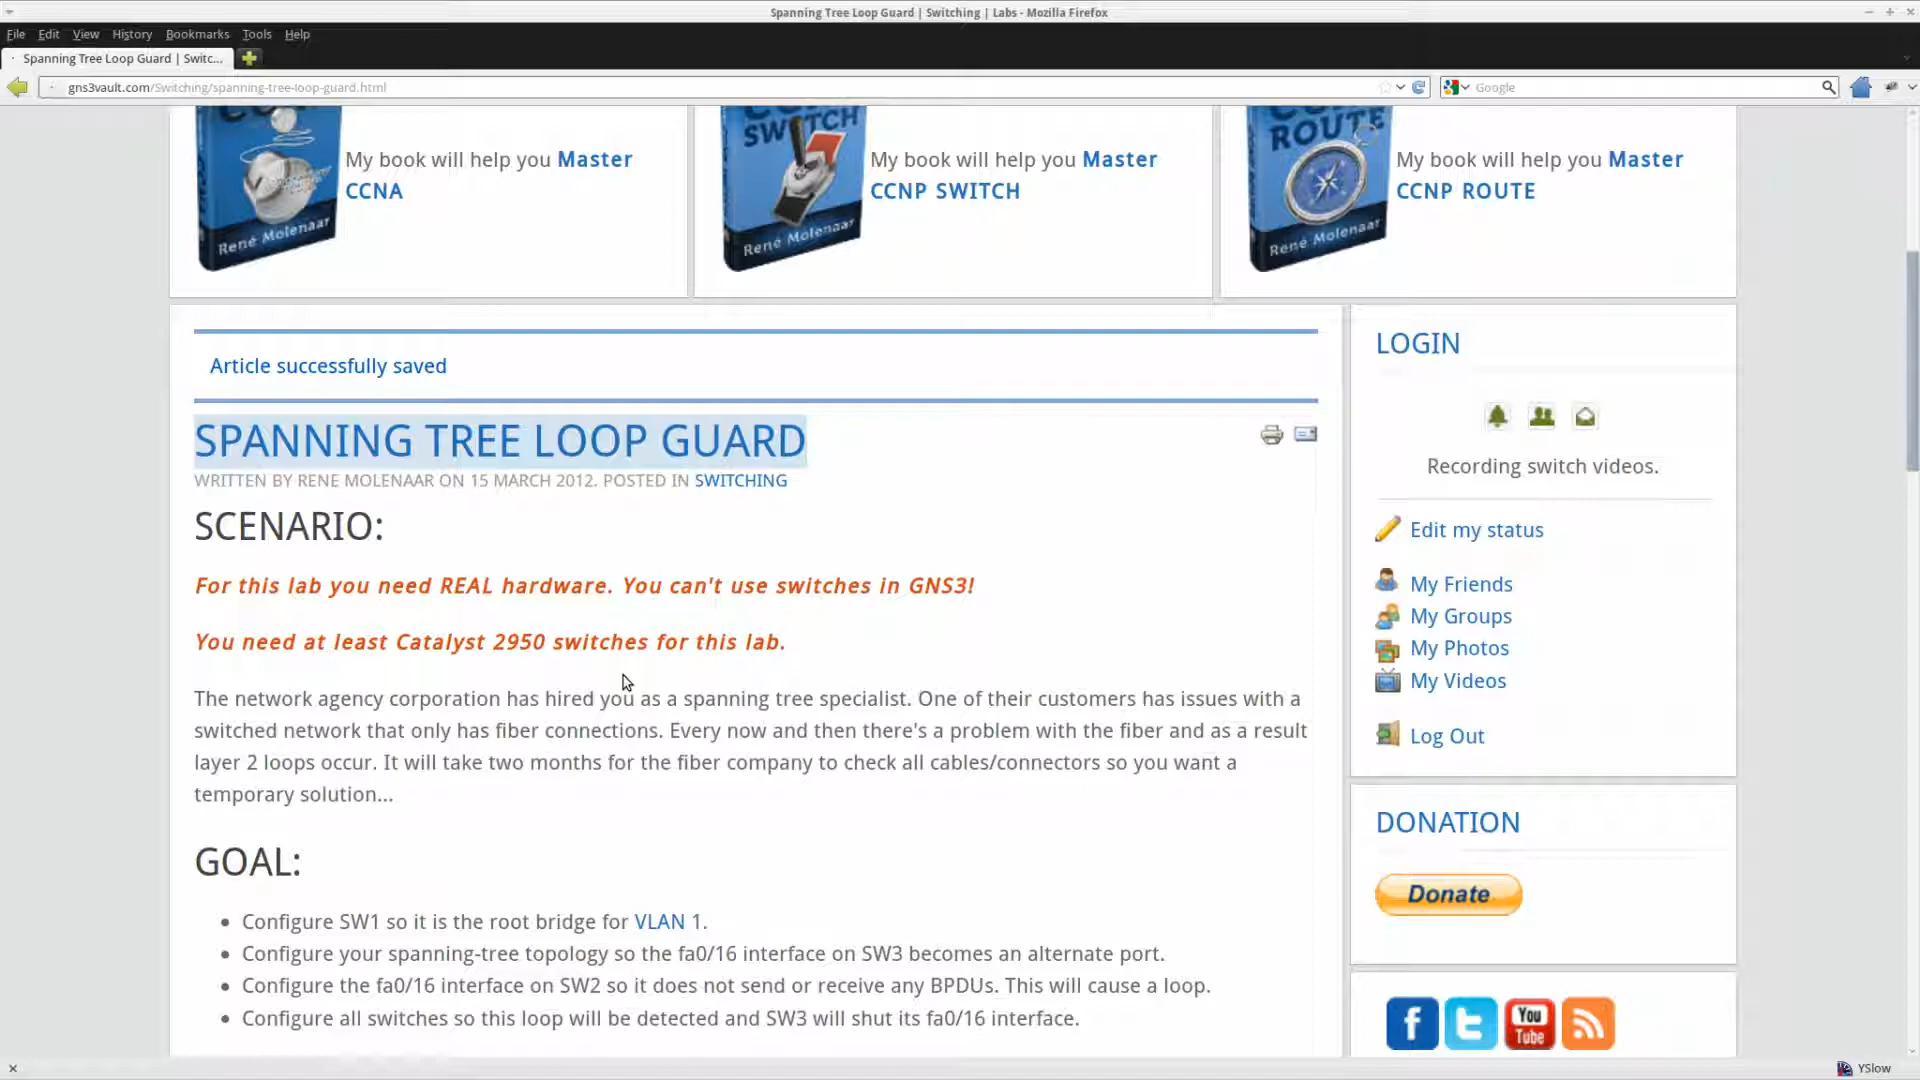 Spanning Tree Loop Guard | Switching | Labs - Mozilla Firefox
File Edit View History Bookmarks Tools Help
Spanning Tree Loop Guard | Switc...
gns3vault.com/Switching/spanning-tree-loop-guard.html
Google
SWITCH
ROUTE
My book will help you Master
CCNA
My book will help you Master
CCNP SWITCH
My book will help you Master
CCNP ROUTE
René Molenaar
René Molenaar
René Molenaar
Article successfully saved
SPANNING TREE LOOP GUARD
WRITTEN BY RENE MOLENAAR ON 15 MARCH 2012. POSTED IN SWITCHING
SCENARIO:
For this lab you need REAL hardware. You can't use switches in GNS3!
You need at least Catalyst 2950 switches for this lab.
The network agency corporation has hired you as a spanning tree specialist. One of their customers has issues with a
switched network that only has fiber connections. Every now and then there's a problem with the fiber and as a result
layer 2 loops occur. It will take two months for the fiber company to check all cables/connectors so you want a
temporary solution...
GOAL:
Configure SW1 so it is the root bridge for VLAN 1.
Configure your spanning-tree topology so the fa0/16 interface on SW3 becomes an alternate port.
Configure the fa0/16 interface on SW2 so it does not send or receive any BPDUs. This will cause a loop.
Configure all switches so this loop will be detected and SW3 will shut its fa0/16 interface.
LOGIN
Recording switch videos.
Edit my status
My Friends
My Groups
My Photos
My Videos
Log Out
DONATION
Donate
You
Tube
YSlow